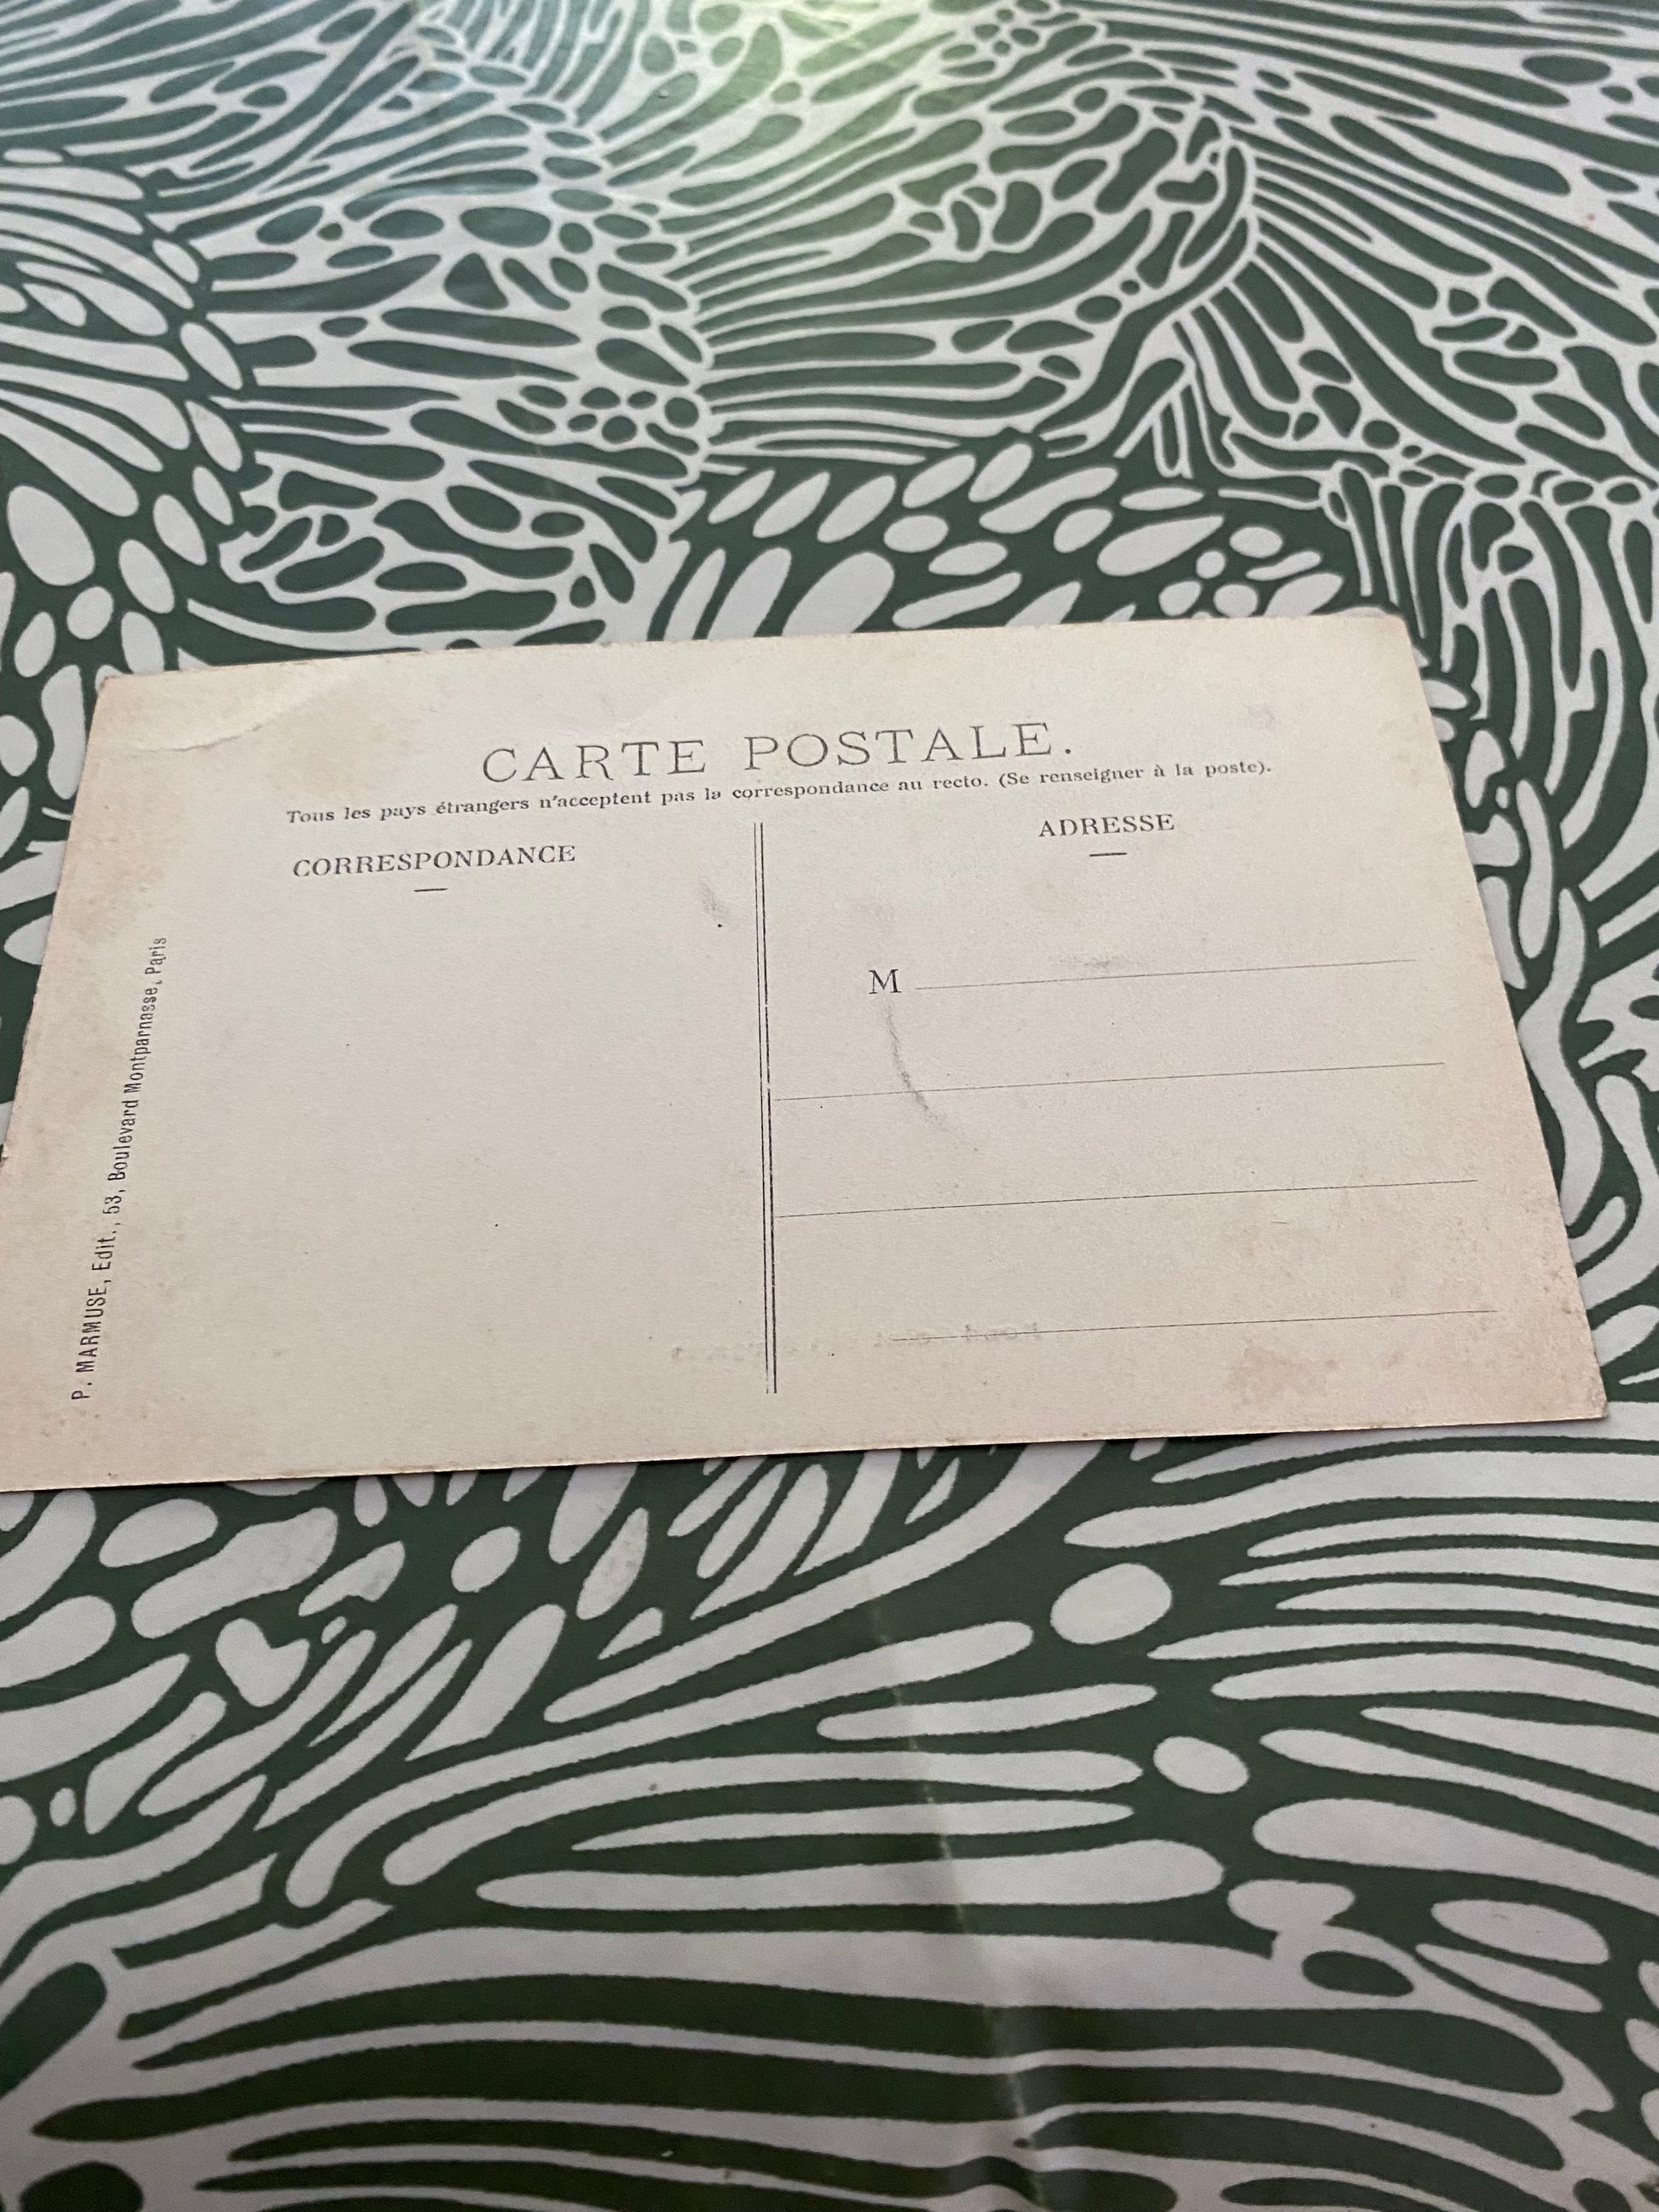 CARTE POSTALE.
Tous les pays étrangers n'acceptent pas la correspondance au recto. (Se renseigner à la poste).
CORRESPONDANCE
ADRESSE
M
P. MARMUSE, Edit., 53, Boulevard Montparnasse, Paris